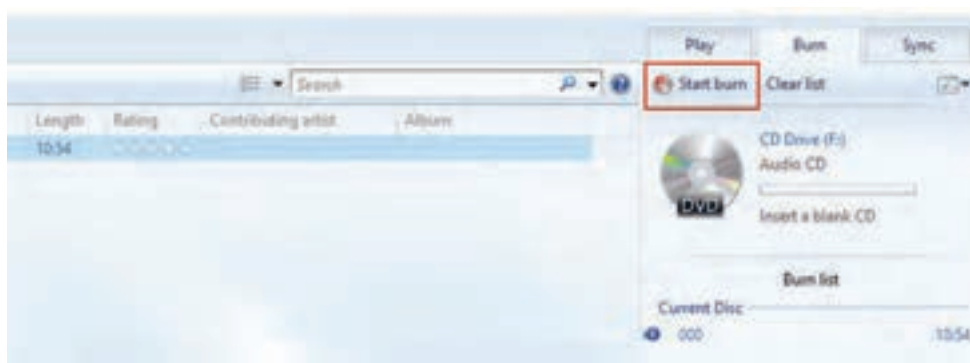 Play Burn Sync
Search Start burn Clear list
Length Rating Contributing artist Album
10:54
CD Drive (F:)
Audio CD
DVD
Insert a blank CD
Burn list
Current Disc
000 10:54